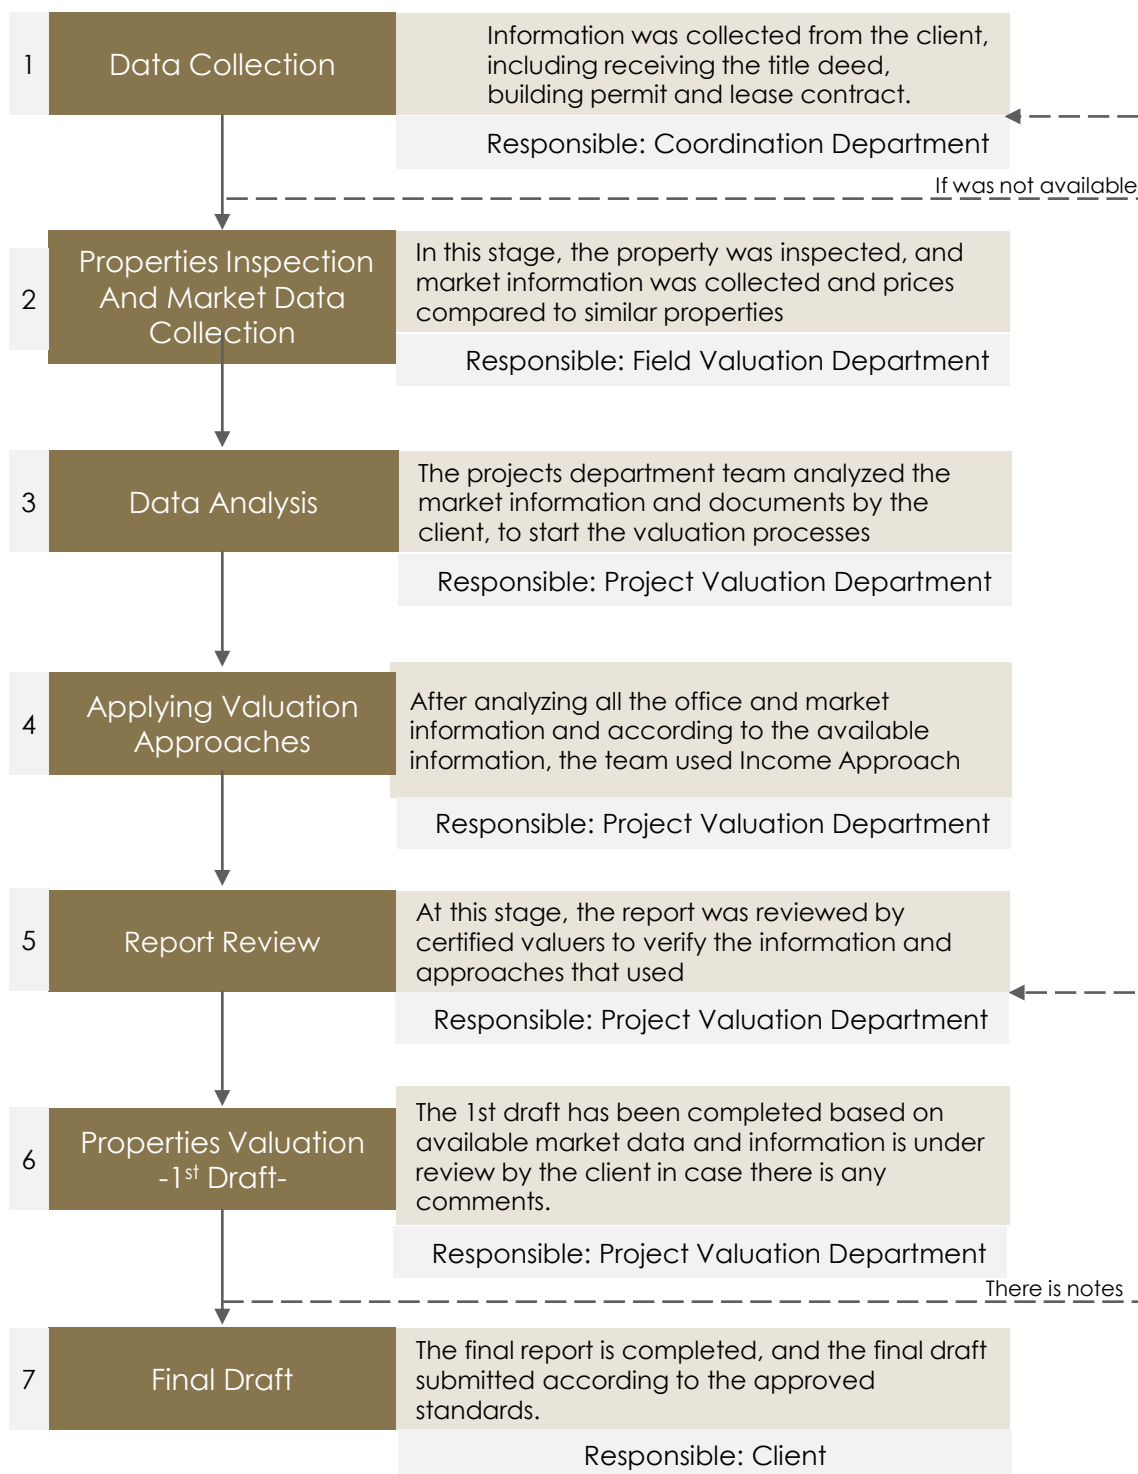 1
Data Collection
Information was collected from the client,
including receiving the title deed,
building permit and lease contract.
Responsible: Coordination Department
If was not available
2
Properties Inspection
And Market Data
Collection
In this stage, the property was inspected, and
market information was collected and prices
compared to similar properties
Responsible: Field Valuation Department
3
Data Analysis
The projects department team analyzed the
market information and documents by the
client, to start the valuation processes
Responsible: Project Valuation Department
4
Applying Valuation
Approaches
After analyzing all the office and market
information and according to the available
information, the team used Income Approach
Responsible: Project Valuation Department
5
Report Review
At this stage, the report was reviewed by
certified valuers to verify the information and
approaches that used
Responsible: Project Valuation Department
6
Properties Valuation
-1st Draft-
The 1st draft has been completed based on
available market data and information is under
review by the client in case there is any
comments.
Responsible: Project Valuation Department
There is notes
7
Final Draft
The final report is completed, and the final draft
submitted according to the approved
standards.
Responsible: Client